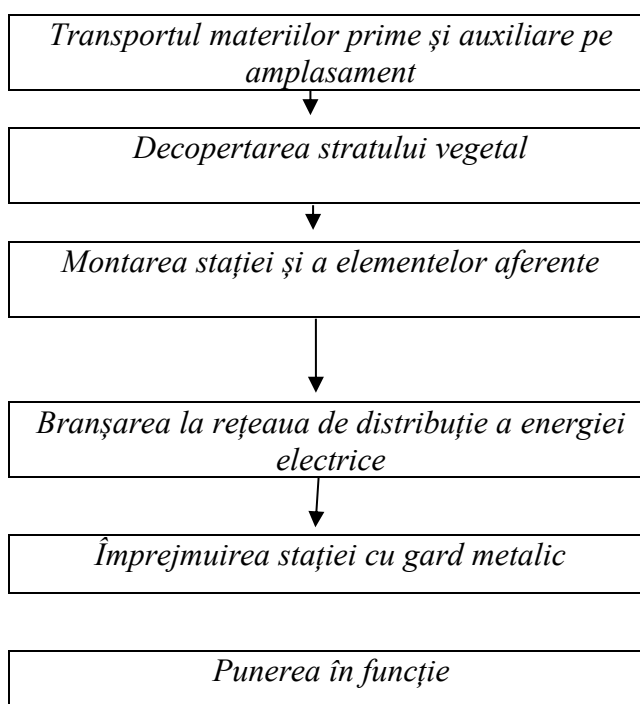 Transportul materiilor prime și auxiliare pe
amplasament
Decopertarea stratului vegetal
Montarea stației și a elementelor aferente
Branșarea la rețeaua de distribuție a energiei
electrice
Împrejmuirea stației cu gard metalic
Punerea în funcție